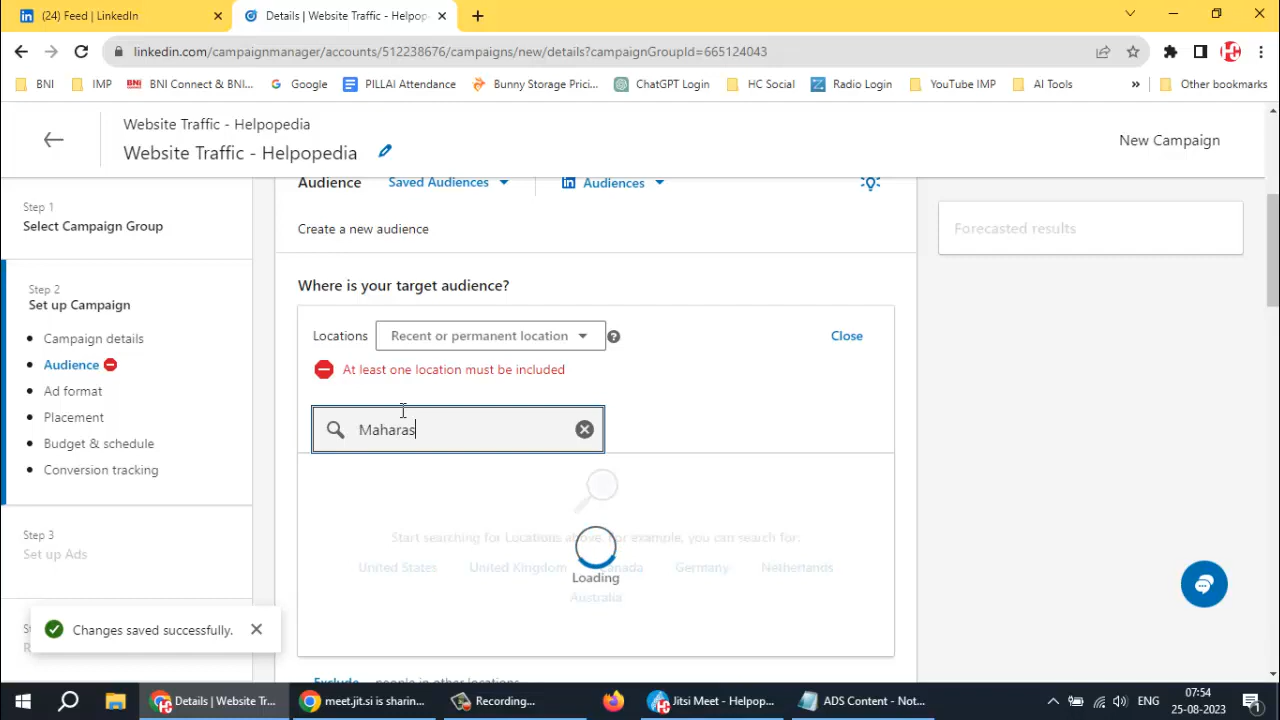 (24) Feed | LinkedIn
Details | Website Traffic - Helpop
linkedin.com/campaignmanager/accounts/512238676/campaigns/new/details?campaignGroupId=665124043
BNI
IMP
BNI Connect & BNI...
Google
PILLAI Attendance
Bunny Storage Pricí...
ChatGPT Login
HC Social
Radio Login
YouTube IMP
AI Tools
»
Other bookmarks
Website Traffic - Helpopedia
Website Traffic - Helpopedia
New Campaign
Step 1
Select Campaign Group
Step 2
Set up Campaign
Campaign details
Audience
Ad format
Placement
Budget & schedule
Conversion tracking
Step 3
Set up Ads
Changes saved successfully.
Audience
Saved Audiences
Audiences
Create a new audience
Where is your target audience?
Locations
Recent or permanent location
Close
At least one location must be included
Maharas
Start searching for Locations above. For example, you can search for:
United States
United Kingdom
Canada
Germany
Netherlands
Loading
Australia
Exclude people in other locations
Forecasted results
Details | Website Tr...
meet.jit.si is sharin...
Recording...
Jitsi Meet - Helpop...
ADS Content - Not...
ENG
07:54
25-08-2023